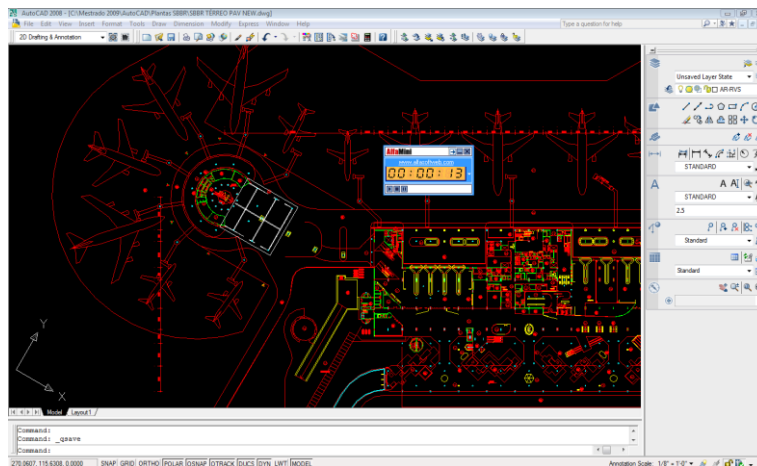 AutoCAD 2008 - [C:\Mestrado 2009\AutoCAD\Plantas SBBR\SBBR TÉRREO PAV NEW.dwg]
File Edit View Insert Format Tools Draw Dimension Modify Express Window Help
Type a question for help
2D Drafting & Annotation
Unsaved Layer State
AR-RVS
AlfaMini
www.alfasoftweb.com
00:00:13
STANDARD
STANDARD
2.5
Standard
Standard
Y
X
Model Layout1
Command:
Command: _qsave
Command:
270.0607, 115.6308, 0.0000 SNAP GRID ORTHO POLAR OSNAP OTRACK DUCS DYN LWT MODEL Annotation Scale: 1/8" = 1'-0"